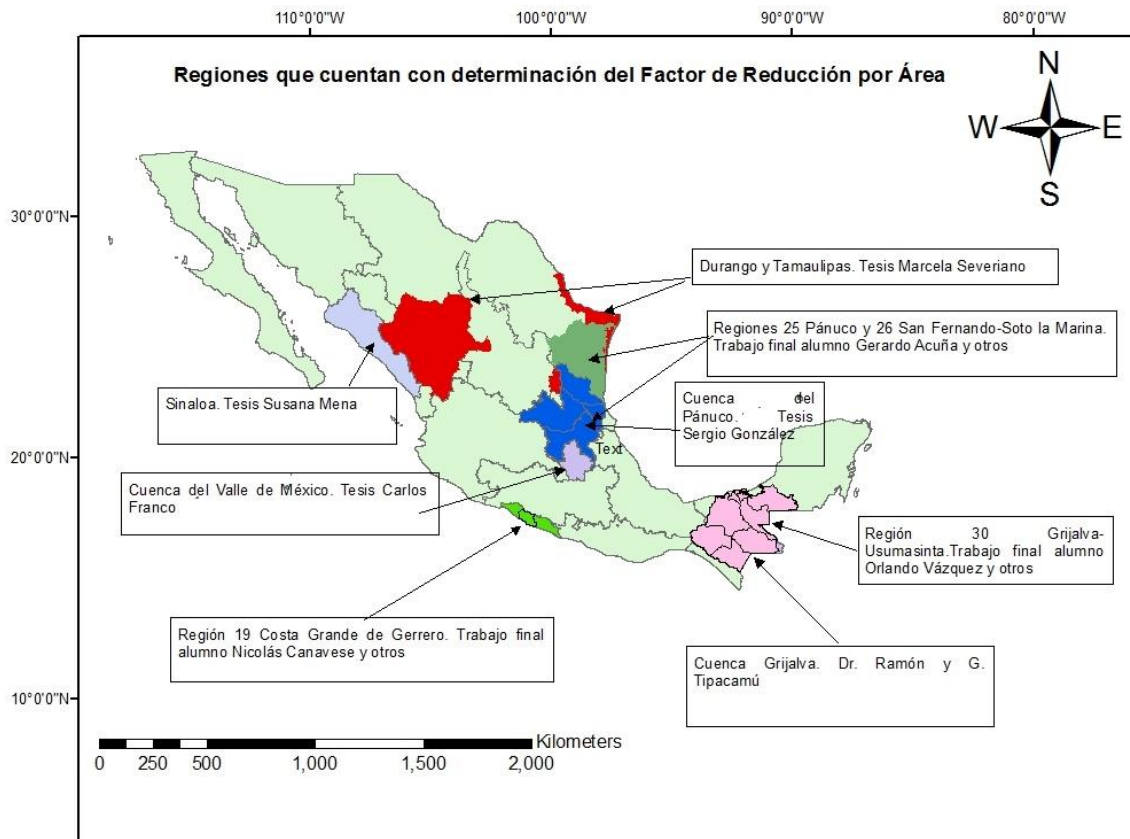 110°0'0"W
100°0'0"W
90°0'0"W
80°0'0"W
Regiones que cuentan con determinación del Factor de Reducción por Área
N
W
E
S
30°0'0"N
Durango y Tamaulipas. Tesis Marcela Severiano
Regiones 25 Pánuco y 26 San Fernando-Soto la Marina.
Trabajo final alumno Gerardo Acuña y otros
Sinaloa. Tesis Susana Mena
Cuenca del
Pánuco. Tesis
Sergio González
Text
20°0'0"N
Cuenca del Valle de México. Tesis Carlos
Franco
Región 30 Grijalva-
Usumasinta.Trabajo final alumno
Orlando Vázquez y otros
Región 19 Costa Grande de Gerrero. Trabajo final
alumno Nicolás Canavese y otros
Cuenca Grijalva. Dr. Ramón y G.
Tipacamú
10°0'0"N
Kilometers
0 250 500 1,000 1,500 2,000